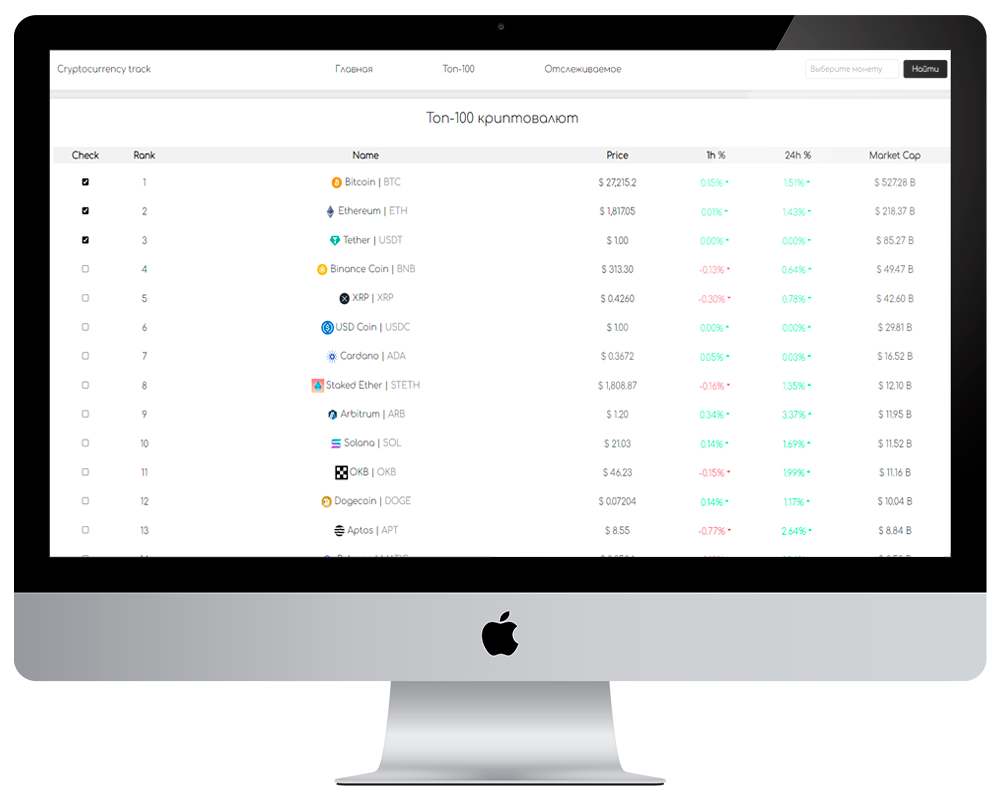 Cryptocurrency track Главная Топ-100 Отслеживаемое Выберите монету Найти
Топ-100 криптовалют
Check Rank Name Price 1h % 24h % Market Cap
1 Bitcoin | BTC $ 27,215.2 0.15% 1.51% $ 527.28 B
2 Ethereum | ETH $ 1,817.05 0.01% 1.43% $ 218.37 B
3 Tether | USDT $ 1.00 0.00% 0.00% $ 85.27 B
4 Binance Coin | BNB $ 313.30 -0.13% 0.64% $ 49.47 B
5 XRP | XRP $ 0.4260 -0.30% 0.78% $ 42.60 B
6 USD Coin | USDC $ 1.00 0.00% 0.00% $ 29.81 B
7 Cardano | ADA $ 0.3672 0.05% 0.03% $ 16.52 B
8 Staked Ether | STETH $ 1,808.87 -0.16% 1.35% $ 12.10 B
9 Arbitrum | ARB $ 1.20 0.34% 3.37% $ 11.95 B
10 Solana | SOL $ 21.03 0.14% 1.69% $ 11.52 B
11 OKB | OKB $ 46.23 -0.15% 1.99% $ 11.16 B
12 Dogecoin | DOGE $ 0.07204 0.14% 1.17% $ 10.04 B
13 Aptos | APT $ 8.55 -0.77% 2.64% $ 8.84 B